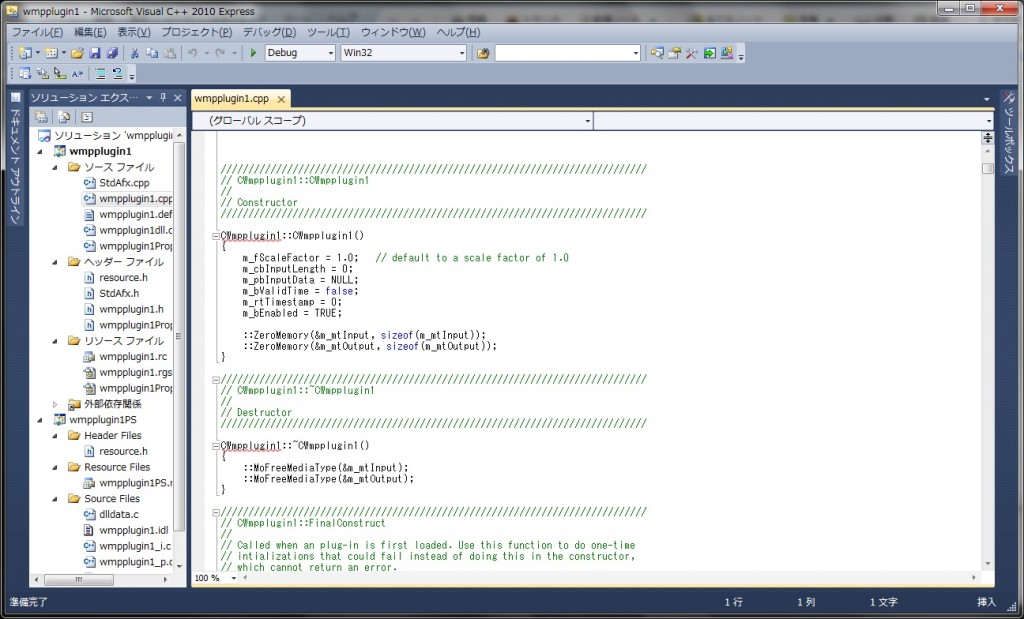 wmpplugin1 - Microsoft Visual C++ 2010 Express
ファイル(F) 編集(E) 表示(V) プロジェクト(P) デバッグ(D) ツール(T) ウィンドウ(W) ヘルプ(H)
Debug Win32
ドキュメント アウトライン
ソリューション エクス…
ソリューション 'wmpplugin
wmpplugin1
ソース ファイル
StdAfx.cpp
wmpplugin1.cpp
wmpplugin1.def
wmpplugin1dll.c
wmpplugin1Prop
ヘッダー ファイル
resource.h
StdAfx.h
wmpplugin1.h
wmpplugin1Prop
リソース ファイル
wmpplugin1.rc
wmpplugin1.rgs
wmpplugin1Prop
外部依存関係
wmpplugin1PS
Header Files
resource.h
Resource Files
wmpplugin1PS.r
Source Files
dlldata.c
wmpplugin1.idl
wmpplugin1_i.c
wmpplugin1_p.c
wmpplugin1.cpp
(グローバル スコープ)
/////////////////////////////////////////////////////////////////////////////
// CWmpplugin1::CWmpplugin1
//
// Constructor
/////////////////////////////////////////////////////////////////////////////
CWmpplugin1::CWmpplugin1()
{
m_fScaleFactor = 1.0; // default to a scale factor of 1.0
m_cbInputLength = 0;
m_pbInputData = NULL;
m_bValidTime = false;
m_rtTimestamp = 0;
m_bEnabled = TRUE;
::ZeroMemory(&m_mtInput, sizeof(m_mtInput));
::ZeroMemory(&m_mtOutput, sizeof(m_mtOutput));
}
/////////////////////////////////////////////////////////////////////////////
// CWmpplugin1::~CWmpplugin1
//
// Destructor
/////////////////////////////////////////////////////////////////////////////
CWmpplugin1::~CWmpplugin1()
{
::MoFreeMediaType(&m_mtInput);
::MoFreeMediaType(&m_mtOutput);
}
/////////////////////////////////////////////////////////////////////////////
// CWmpplugin1::FinalConstruct
//
// Called when an plug-in is first loaded. Use this function to do one-time
// intializations that could fail instead of doing this in the constructor,
// which cannot return an error.
100 %
ツールボックス
準備完了 1 行 1 列 1 文字 挿入